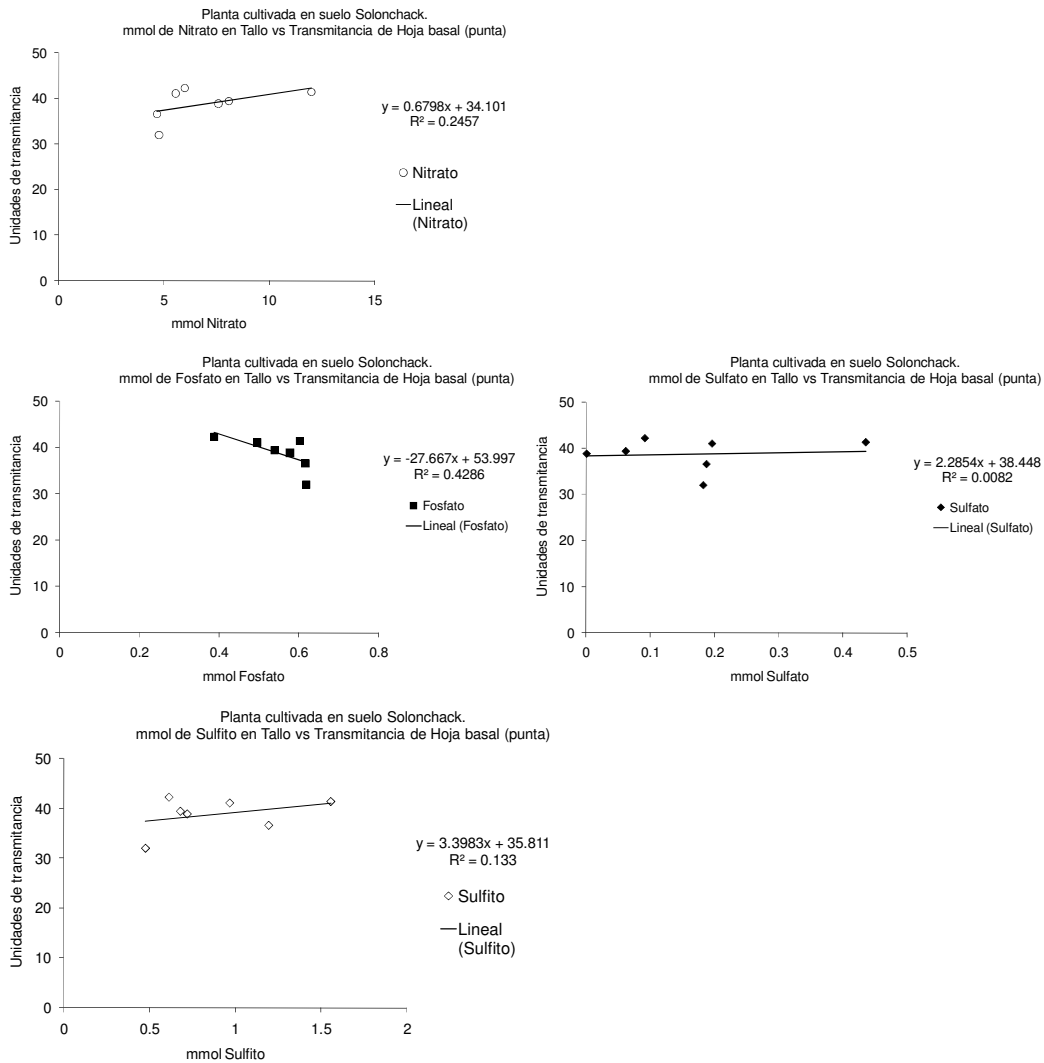 Planta cultivada en suelo Solonchack.
mmol de Nitrato en Tallo vs Transmitancia de Hoja basal (punta)
Unidades de transmitancia
50
40
30
20
10
0
0
5
10
15
mmol Nitrato
y = 0.6798x + 34.101
R² = 0.2457
Nitrato
Lineal
(Nitrato)
Planta cultivada en suelo Solonchack.
mmol de Fosfato en Tallo vs Transmitancia de Hoja basal (punta)
Unidades de transmitancia
50
40
30
20
10
0
0
0.2
0.4
0.6
0.8
mmol Fosfato
y = -27.667x + 53.997
R² = 0.4286
Fosfato
Lineal (Fosfato)
Planta cultivada en suelo Solonchack.
mmol de Sulfato en Tallo vs Transmitancia de Hoja basal (punta)
Unidades de transmitancia
50
40
30
20
10
0
0
0.1
0.2
0.3
0.4
0.5
mmol Sulfato
y = 2.2854x + 38.448
R² = 0.0082
Sulfato
Lineal (Sulfato)
Planta cultivada en suelo Solonchack.
mmol de Sulfito en Tallo vs Transmitancia de Hoja basal (punta)
Unidades de transmitancia
50
40
30
20
10
0
0
0.5
1
1.5
2
mmol Sulfito
y = 3.3983x + 35.811
R² = 0.133
Sulfito
Lineal
(Sulfito)